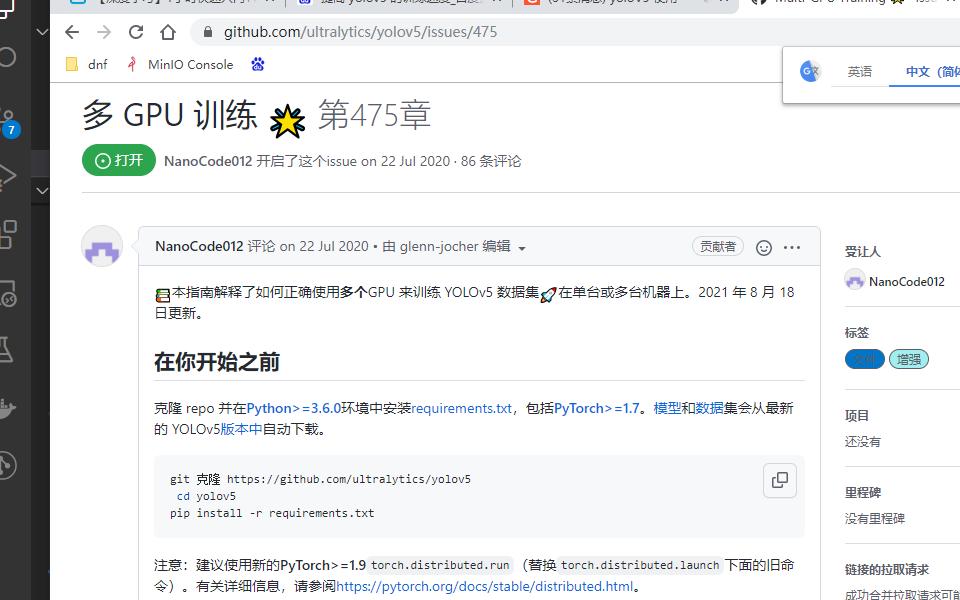 github.com/ultralytics/yolov5/issues/475
dnf
MinIO Console
英语
中文（简体
7
多 GPU 训练 第475章
打开
NanoCode012 开启了这个issue on 22 Jul 2020 · 86 条评论
NanoCode012 评论 on 22 Jul 2020 • 由 glenn-jocher 编辑
贡献者
本指南解释了如何正确使用多个GPU 来训练 YOLOv5 数据集在单台或多台机器上。2021 年 8 月 18
日更新。
在你开始之前
克隆 repo 并在Python>=3.6.0环境中安装requirements.txt，包括PyTorch>=1.7。模型和数据集会从最新
的 YOLOv5版本中自动下载。
git 克隆 https://github.com/ultralytics/yolov5
cd yolov5
pip install -r requirements.txt
注意：建议使用新的PyTorch>=1.9 torch.distributed.run（替换 torch.distributed.launch 下面的旧命
令）。有关详细信息，请参阅https://pytorch.org/docs/stable/distributed.html。
受让人
NanoCode012
标签
增强
项目
还没有
里程碑
没有里程碑
链接的拉取请求
成功合并拉取请求可能